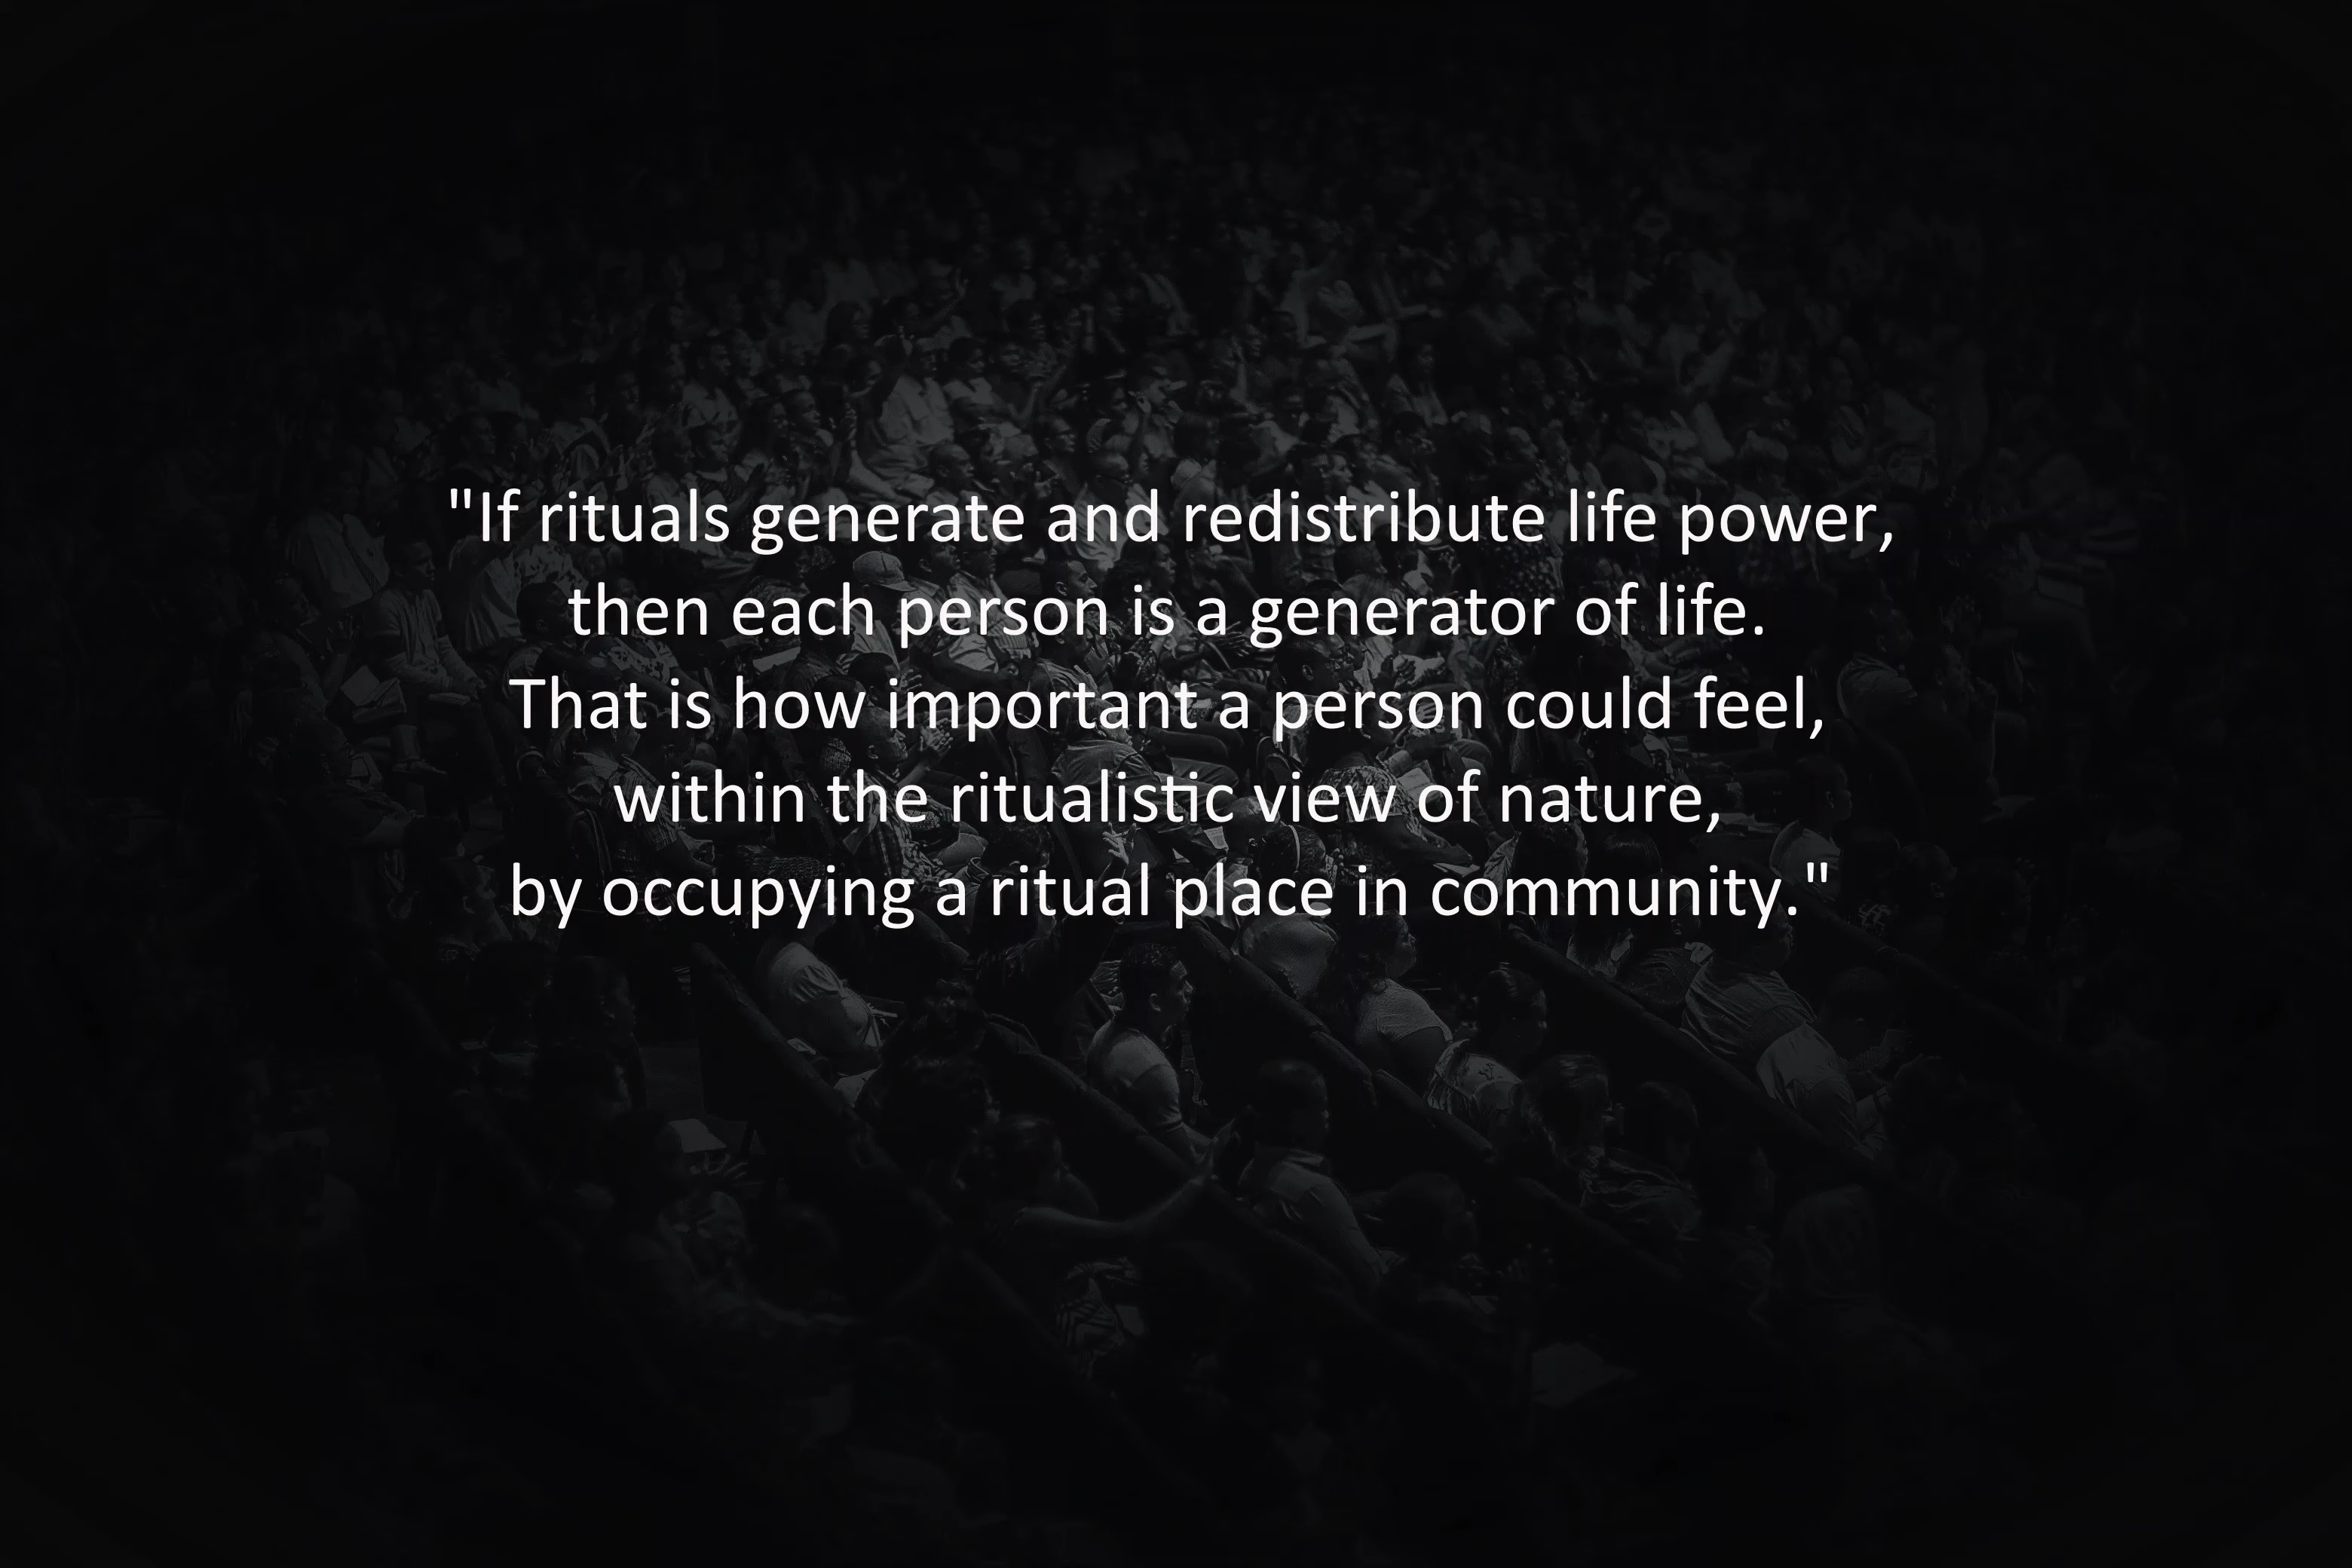 "If rituals generate and redistribute life power,
then each person is a generator of life.
That is how important a person could feel,
within the ritualistic view of nature,
by occupying a ritual place in community."